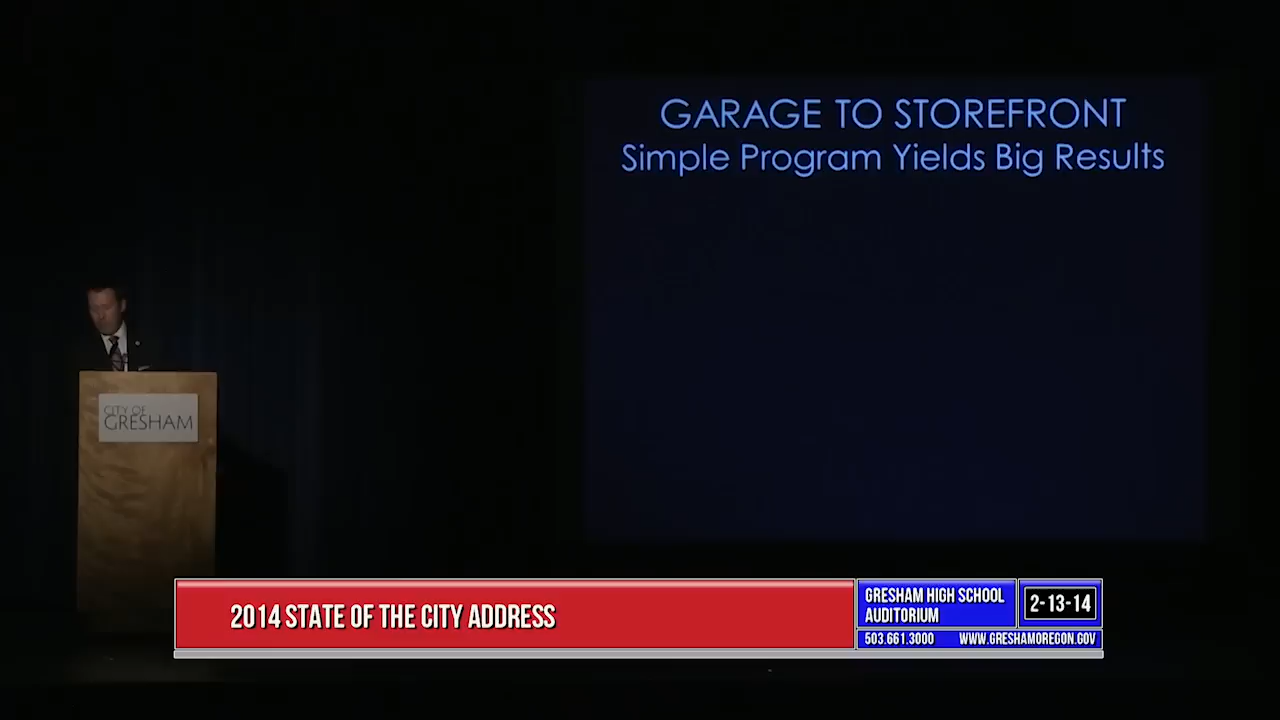 GARAGE TO STOREFRONT
Simple Program Yields Big Results
CITY OF
GRESHAM
2014 STATE OF THE CITY ADDRESS
GRESHAM HIGH SCHOOL
AUDITORIUM
2-13-14
503.661.3000 WWW.GRESHAMOREGON.GOV